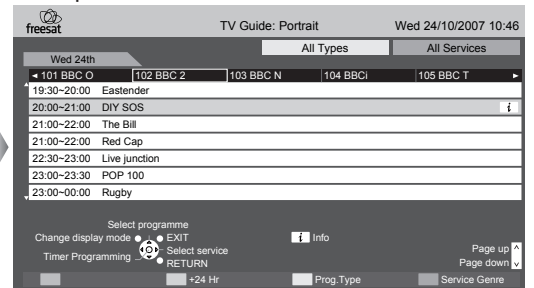 freesat TV Guide: Portrait Wed 24/10/2007 10:46
All Types All Services
Wed 24th
101 BBC O 102 BBC 2 103 BBC N 104 BBCi 105 BBC T
19:30~20:00 Eastender
20:00~21:00 DIY SOS i
21:00~22:00 The Bill
21:00~22:00 Red Cap
22:30~23:00 Live junction
23:00~23:30 POP 100
23:00~00:00 Rugby
Select programme
Change display mode EXIT i Info
Select service
Timer Programming RETURN
Page up
Page down
+24 Hr Prog.Type Service Genre